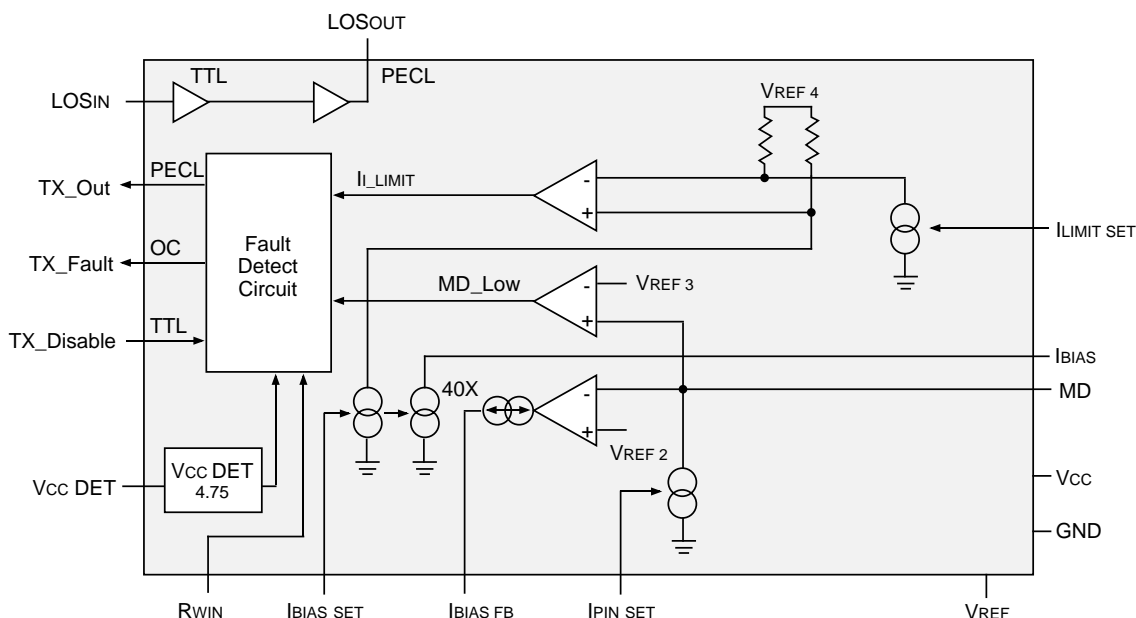 LOSOUT
TTL
PECL
LOSIN
VREF 4
PECL
TX_Out
II_LIMIT
-
+
ILIMIT SET
OC
TX_Fault
Fault
Detect
Circuit
MD_Low
-
VREF 3
+
TTL
TX_Disable
IBIAS
40X
-
MD
+
VREF 2
VCC DET
VCC DET
4.75
VCC
GND
RWIN
IBIAS SET
IBIAS FB
IPIN SET
VREF